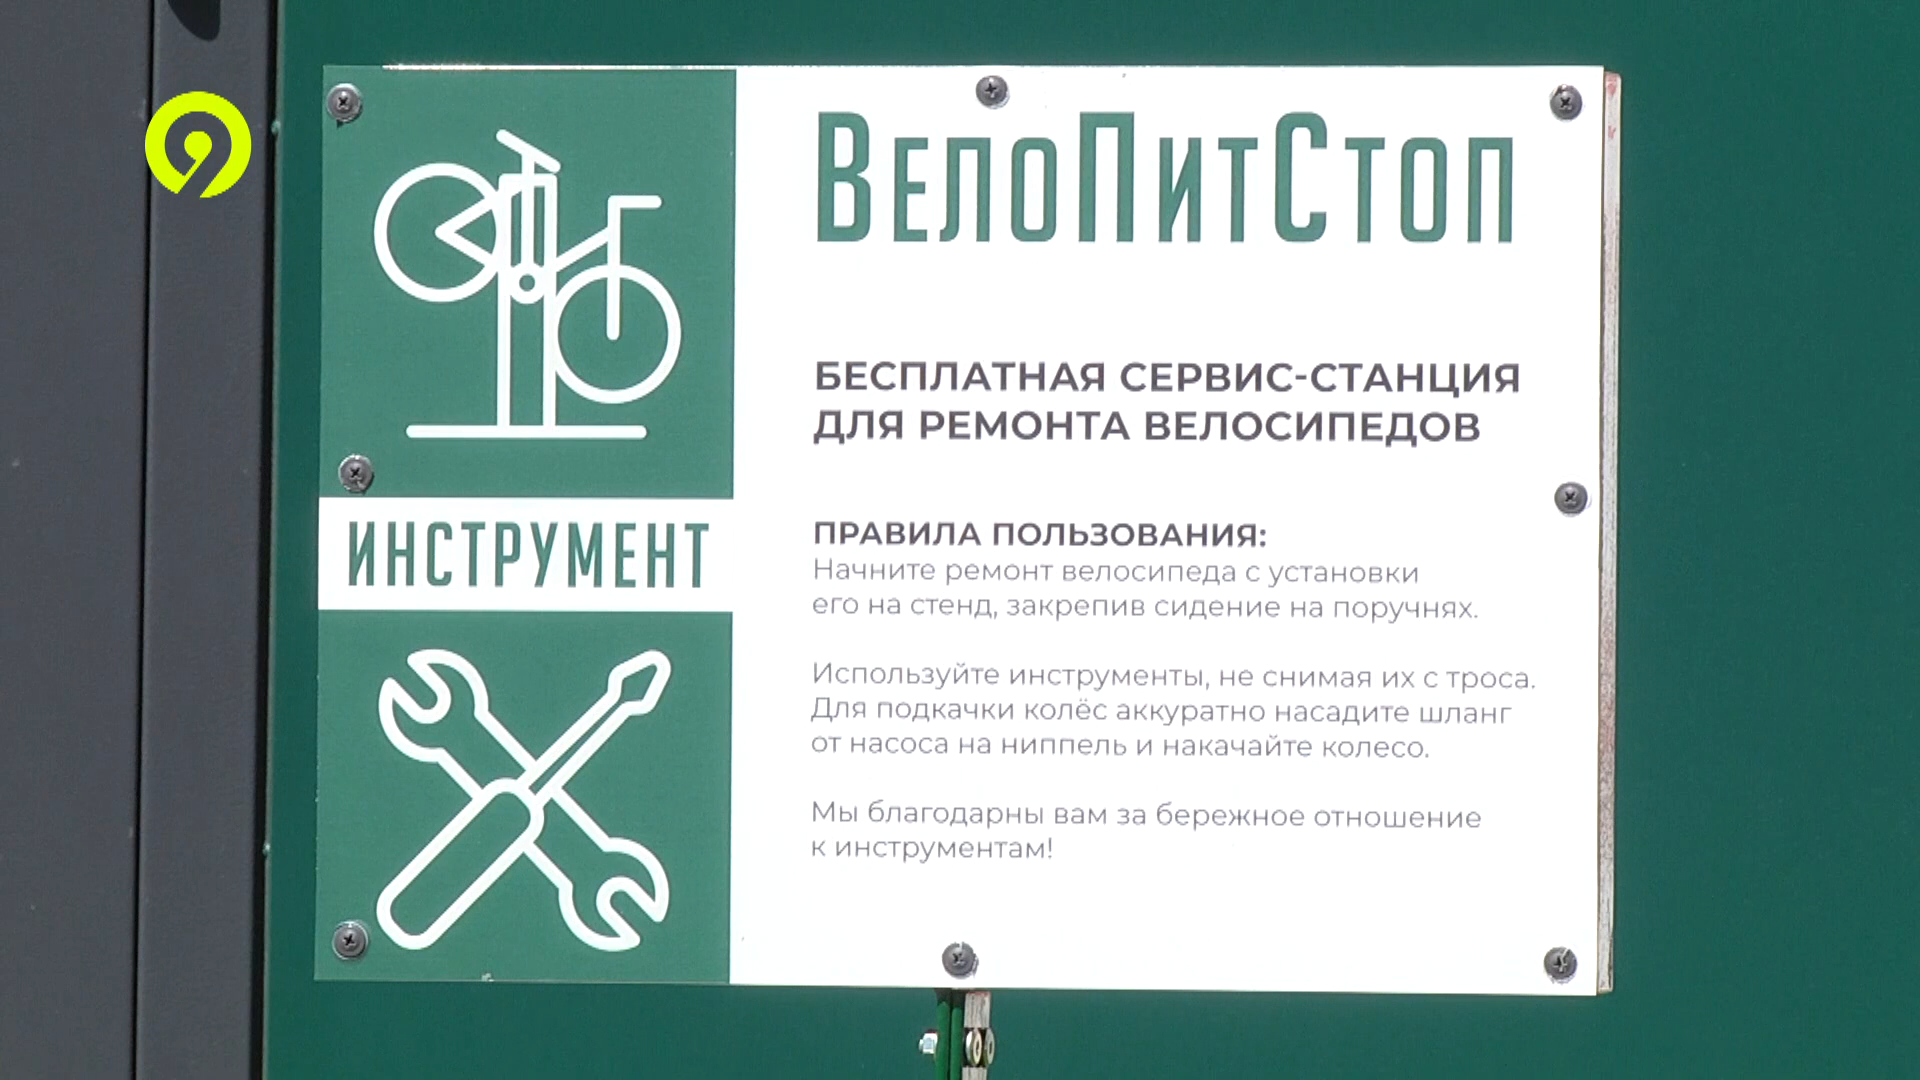 ВелоПитСтоп
БЕСПЛАТНАЯ СЕРВИС-СТАНЦИЯ
ДЛЯ РЕМОНТА ВЕЛОСИПЕДОВ
ИНСТРУМЕНТ
ПРАВИЛА ПОЛЬЗОВАНИЯ:
Начните ремонт велосипеда с установки
его на стенд, закрепив сидение на поручнях.
Используйте инструменты, не снимая их с троса.
Для подкачки колёс аккуратно насадите шланг
от насоса на ниппель и накачайте колесо.
Мы благодарны вам за бережное отношение
к инструментам!